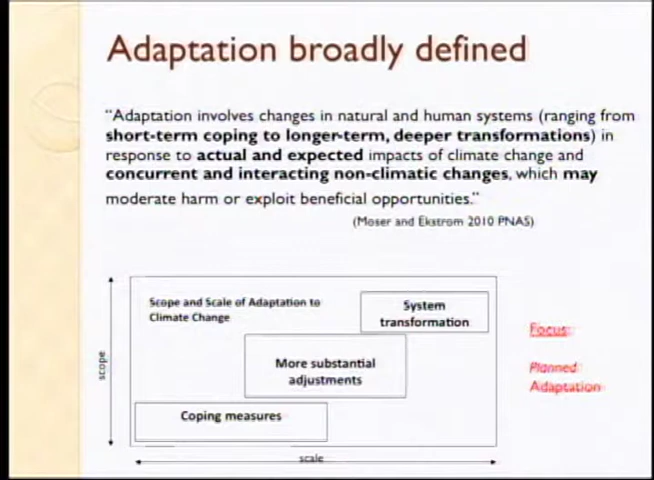 Adaptation broadly defined
“Adaptation involves changes in natural and human systems (ranging from
short-term coping to longer-term, deeper transformations) in
response to actual and expected impacts of climate change and
concurrent and interacting non-climatic changes, which may
moderate harm or exploit beneficial opportunities.”
(Moser and Ekstrom 2010 PNAS)
Scope and Scale of Adaptation to
Climate Change
System
transformation
More substantial
adjustments
Coping measures
scope
scale
Focus:
Planned
Adaptation